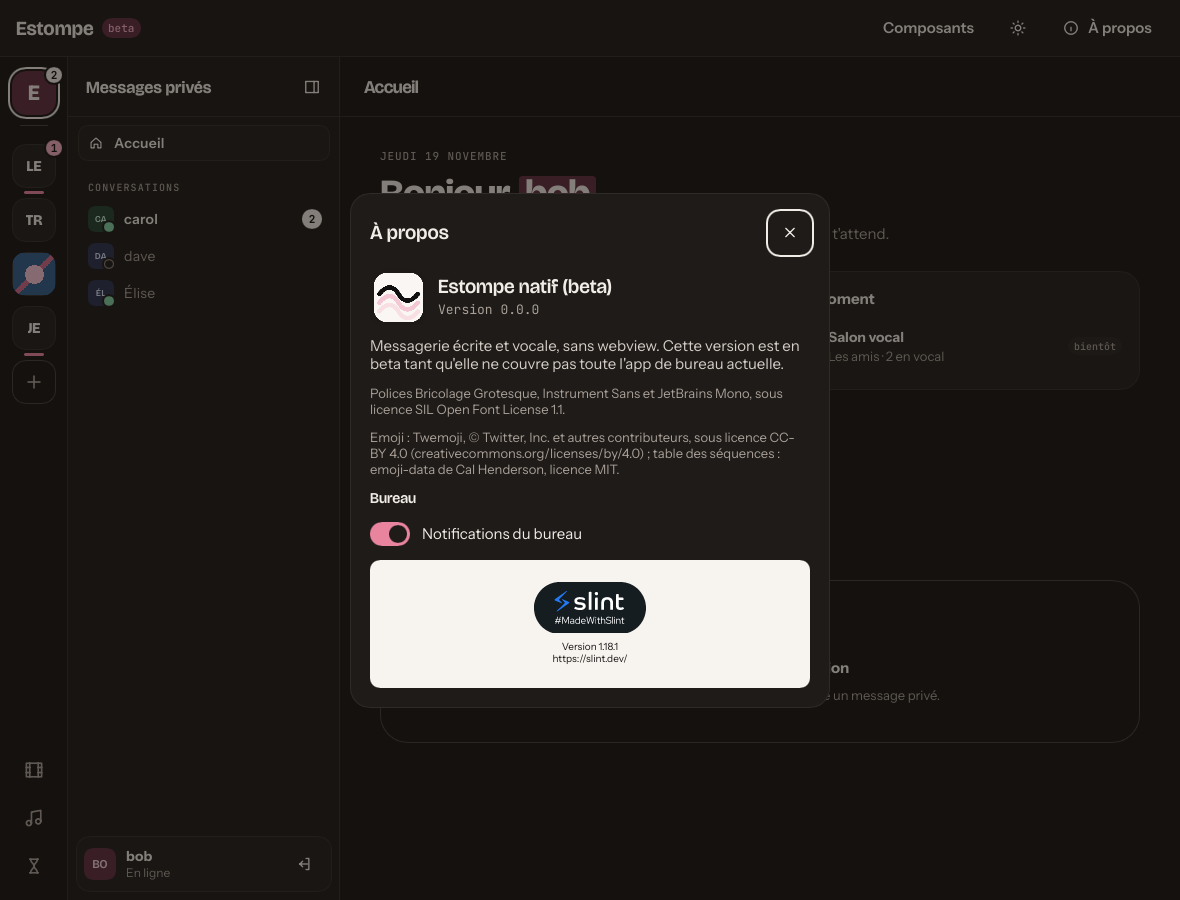 Estompe beta
Composants
À propos
E
2
Messages privés
Accueil
Accueil
LE
1
TR
JE
CONVERSATIONS
CA
carol
2
DA
dave
ÉL
Élise
JEUDI 19 NOVEMBRE
Bonjour bob
t'attend.
oment
Salon vocal
Les amis · 2 en vocal
bientôt
on
un message privé.
À propos
Estompe natif (beta)
Version 0.0.0
Messagerie écrite et vocale, sans webview. Cette version est en
beta tant qu'elle ne couvre pas toute l'app de bureau actuelle.
Polices Bricolage Grotesque, Instrument Sans et JetBrains Mono, sous
licence SIL Open Font License 1.1.
Emoji : Twemoji, © Twitter, Inc. et autres contributeurs, sous licence CC-
BY 4.0 (creativecommons.org/licenses/by/4.0) ; table des séquences :
emoji-data de Cal Henderson, licence MIT.
Bureau
Notifications du bureau
slint
#MadeWithSlint
Version 1.18.1
https://slint.dev/
BO
bob
En ligne